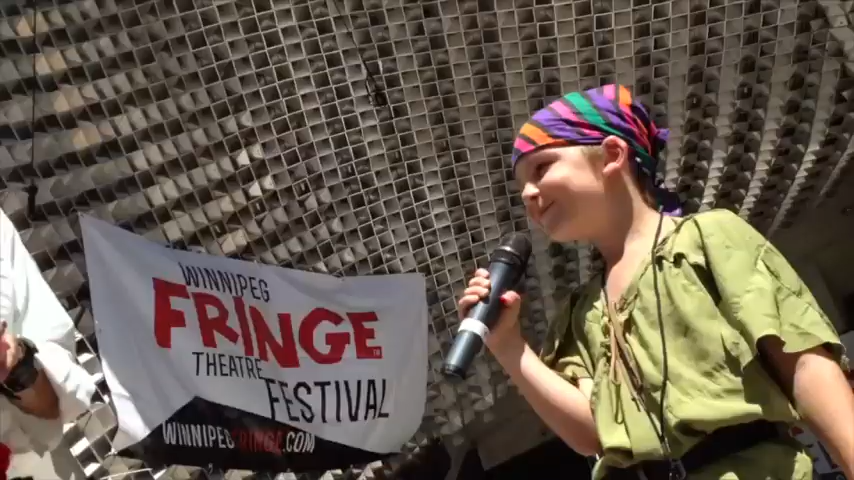 WINNIPEG
FRINGE
THEATRE
FESTIVAL
WINNIPEGFRINGE.COM